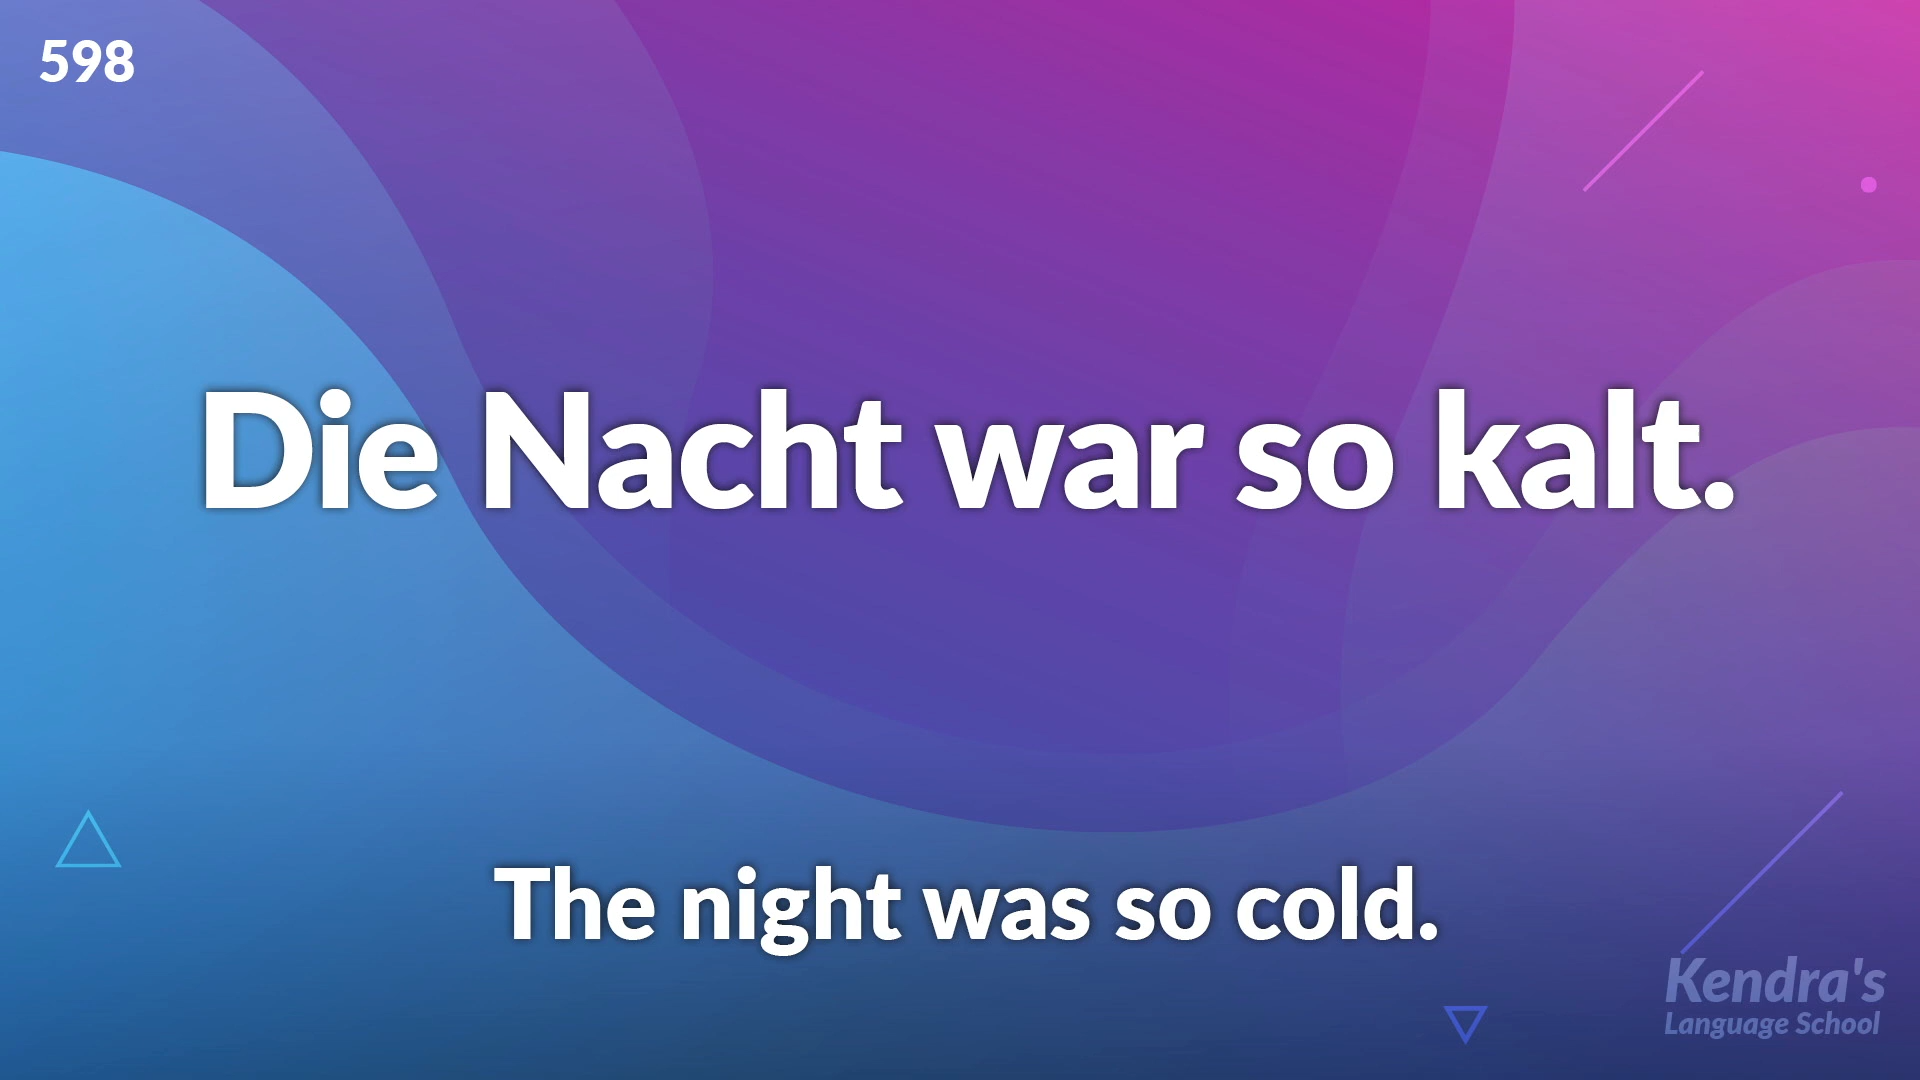 598
Die Nacht war so kalt.
The night was so cold.
Kendra's
Language School